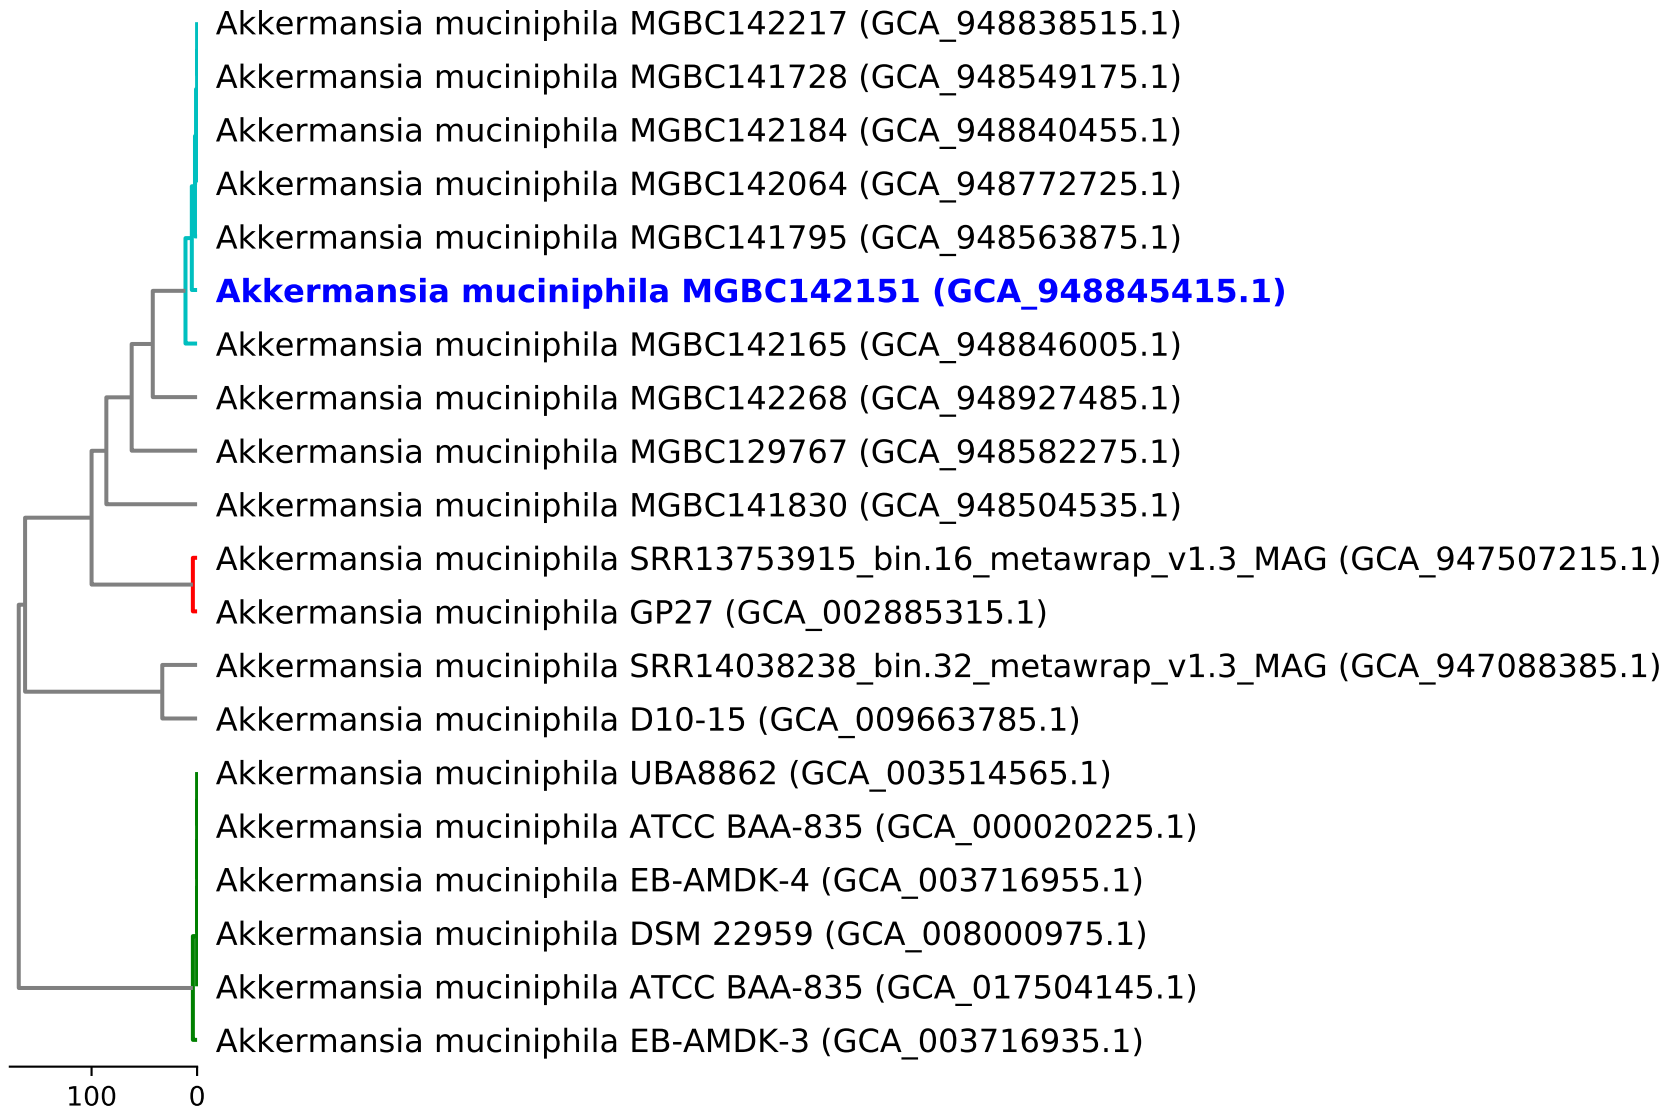 Akkermansia muciniphila MGBC142217 (GCA_948838515.1)
Akkermansia muciniphila MGBC141728 (GCA_948549175.1)
Akkermansia muciniphila MGBC142184 (GCA_948840455.1)
Akkermansia muciniphila MGBC142064 (GCA_948772725.1)
Akkermansia muciniphila MGBC141795 (GCA_948563875.1)
Akkermansia muciniphila MGBC142151 (GCA_948845415.1)
Akkermansia muciniphila MGBC142165 (GCA_948846005.1)
Akkermansia muciniphila MGBC142268 (GCA_948927485.1)
Akkermansia muciniphila MGBC129767 (GCA_948582275.1)
Akkermansia muciniphila MGBC141830 (GCA_948504535.1)
Akkermansia muciniphila SRR13753915_bin.16_metawrap_v1.3_MAG (GCA_947507215.1)
Akkermansia muciniphila GP27 (GCA_002885315.1)
Akkermansia muciniphila SRR14038238_bin.32_metawrap_v1.3_MAG (GCA_947088385.1)
Akkermansia muciniphila D10-15 (GCA_009663785.1)
Akkermansia muciniphila UBA8862 (GCA_003514565.1)
Akkermansia muciniphila ATCC BAA-835 (GCA_000020225.1)
Akkermansia muciniphila EB-AMDK-4 (GCA_003716955.1)
Akkermansia muciniphila DSM 22959 (GCA_008000975.1)
Akkermansia muciniphila ATCC BAA-835 (GCA_017504145.1)
Akkermansia muciniphila EB-AMDK-3 (GCA_003716935.1)
100 0